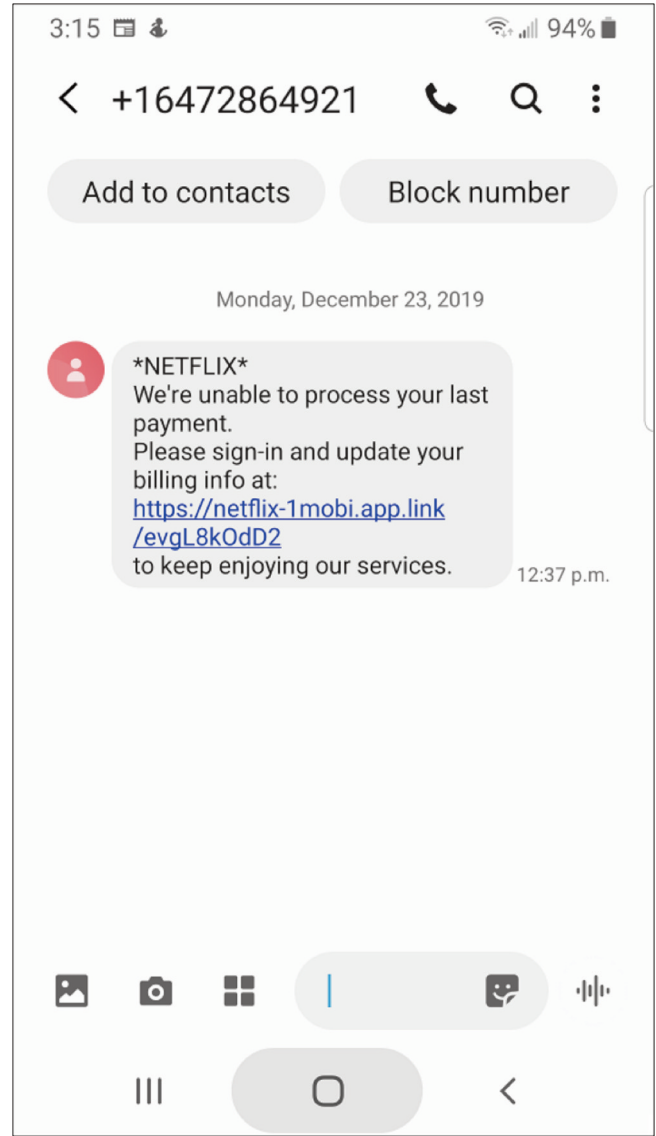 3:15 94%
+16472864921
Add to contacts Block number
Monday, December 23, 2019
*NETFLIX*
We're unable to process your last
payment.
Please sign-in and update your
billing info at:
https://netflix-1mobi.app.link
/evgL8kOdD2
to keep enjoying our services.
12:37 p.m.